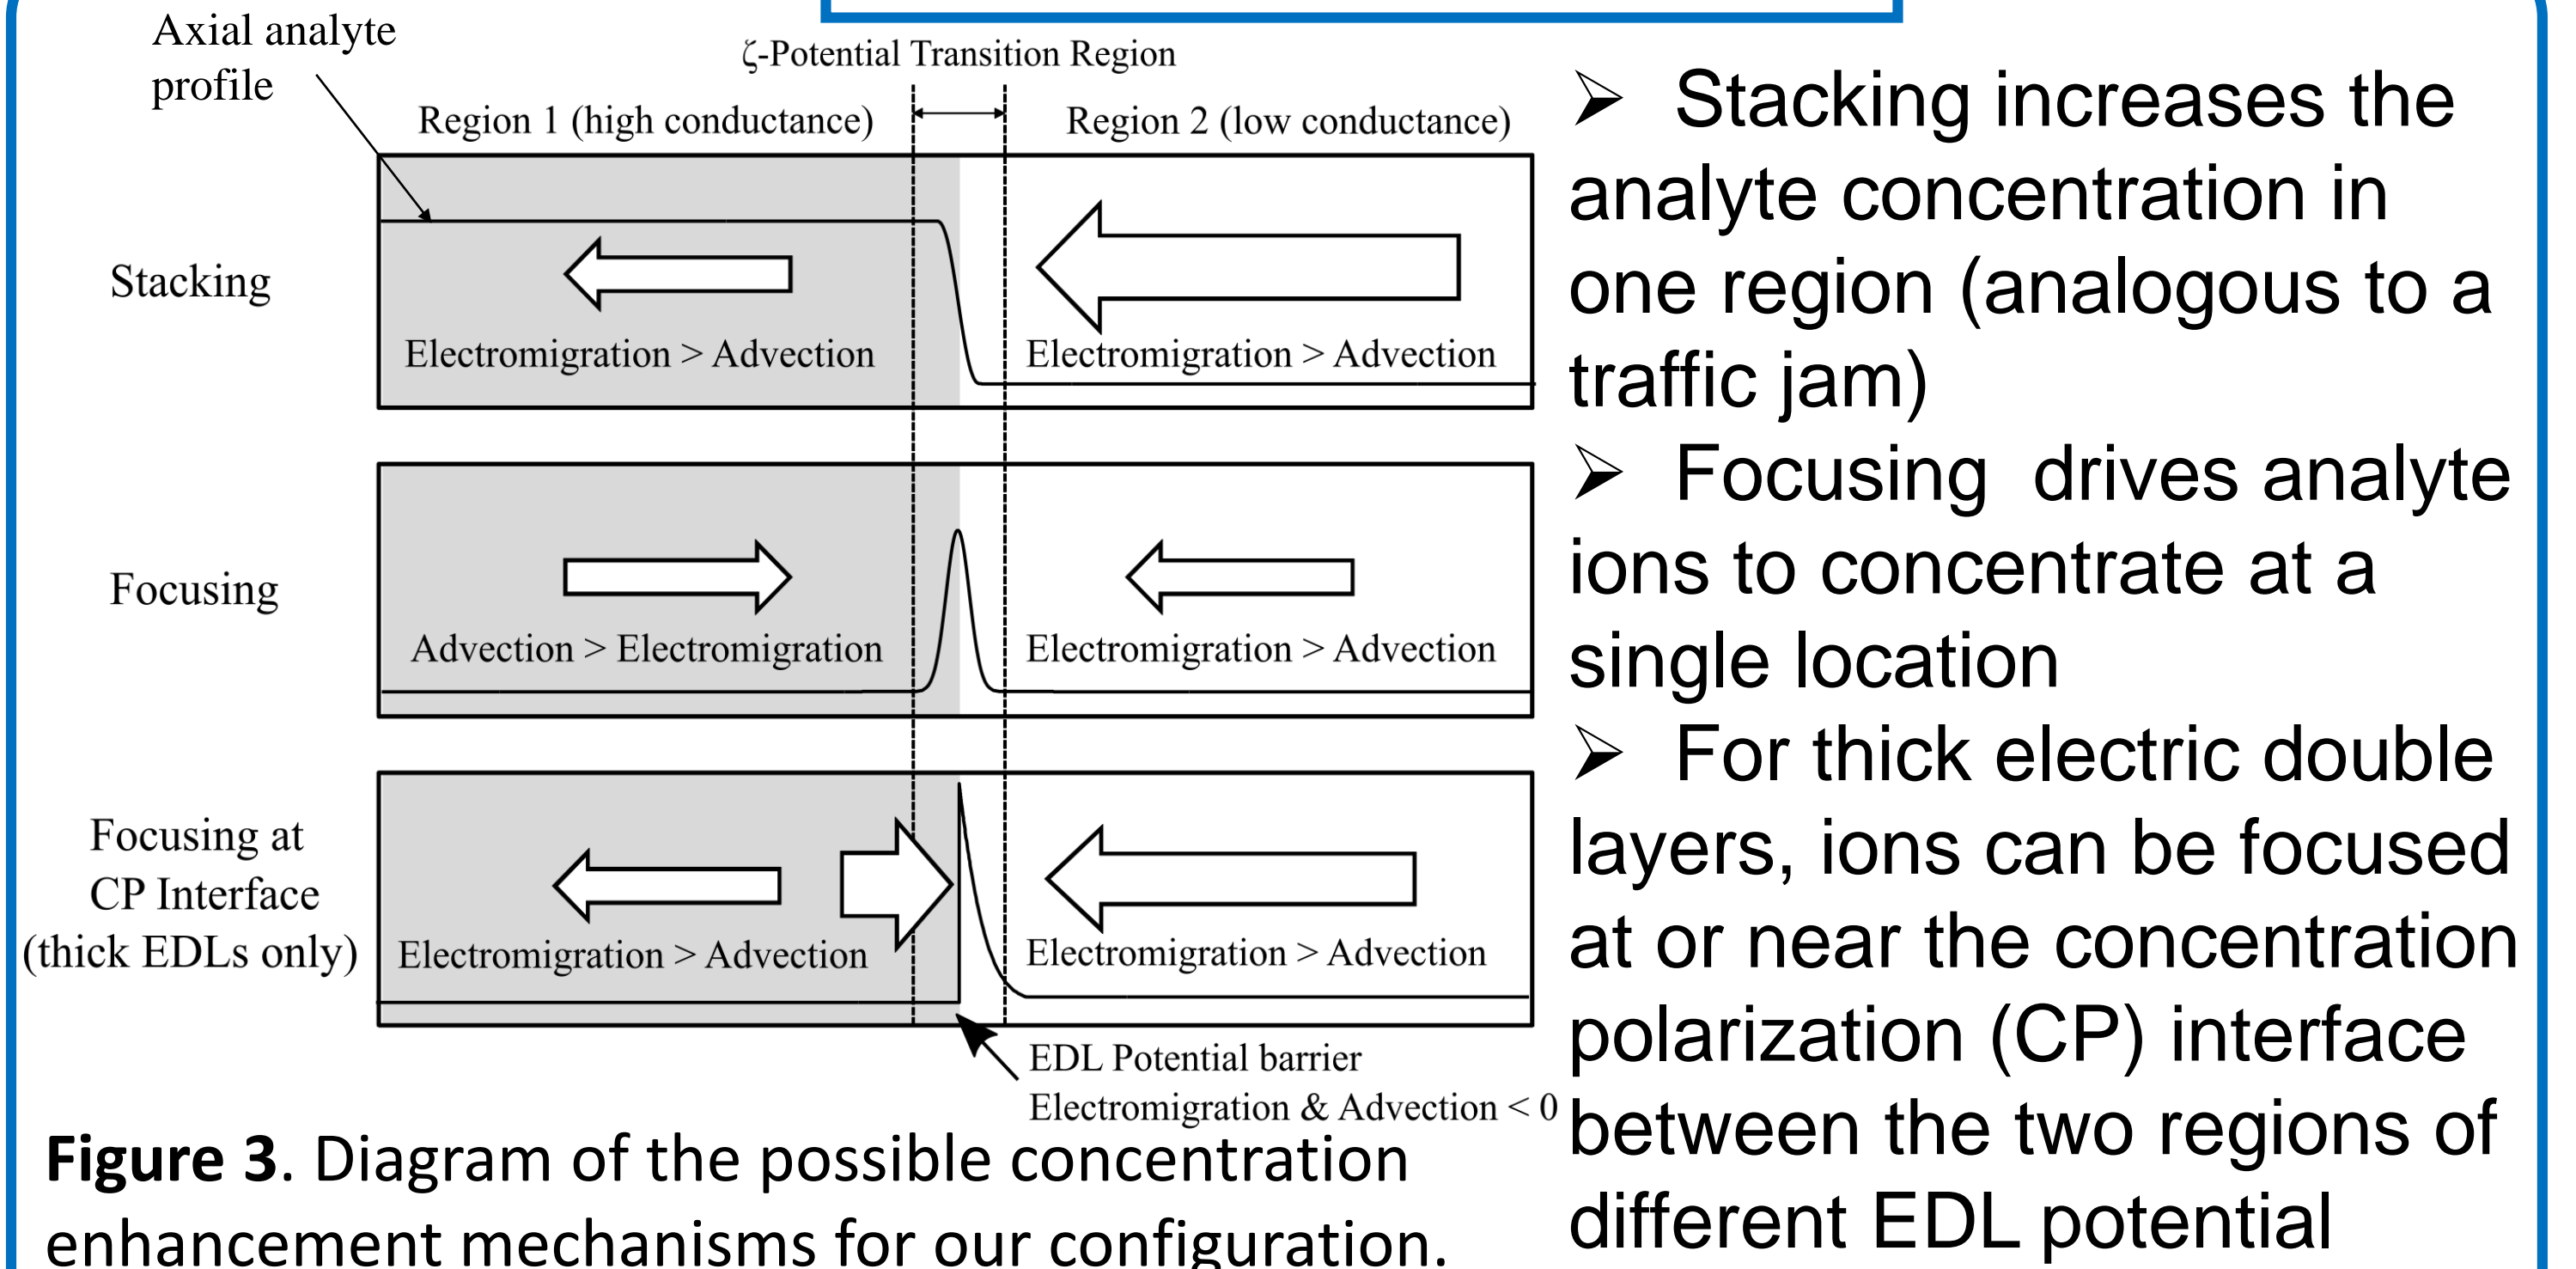 Axial analyte
profile
ζ-Potential Transition Region
Region 1 (high conductance)
Region 2 (low conductance)
Stacking
Electromigration > Advection
Electromigration > Advection
Focusing
Advection > Electromigration
Electromigration > Advection
Focusing at
CP Interface
(thick EDLs only)
Electromigration > Advection
Electromigration > Advection
EDL Potential barrier
Electromigration & Advection < 0
Figure 3. Diagram of the possible concentration
enhancement mechanisms for our configuration.
➢ Stacking increases the
analyte concentration in
one region (analogous to a
traffic jam)
➢ Focusing drives analyte
ions to concentrate at a
single location
➢ For thick electric double
layers, ions can be focused
at or near the concentration
polarization (CP) interface
between the two regions of
different EDL potential